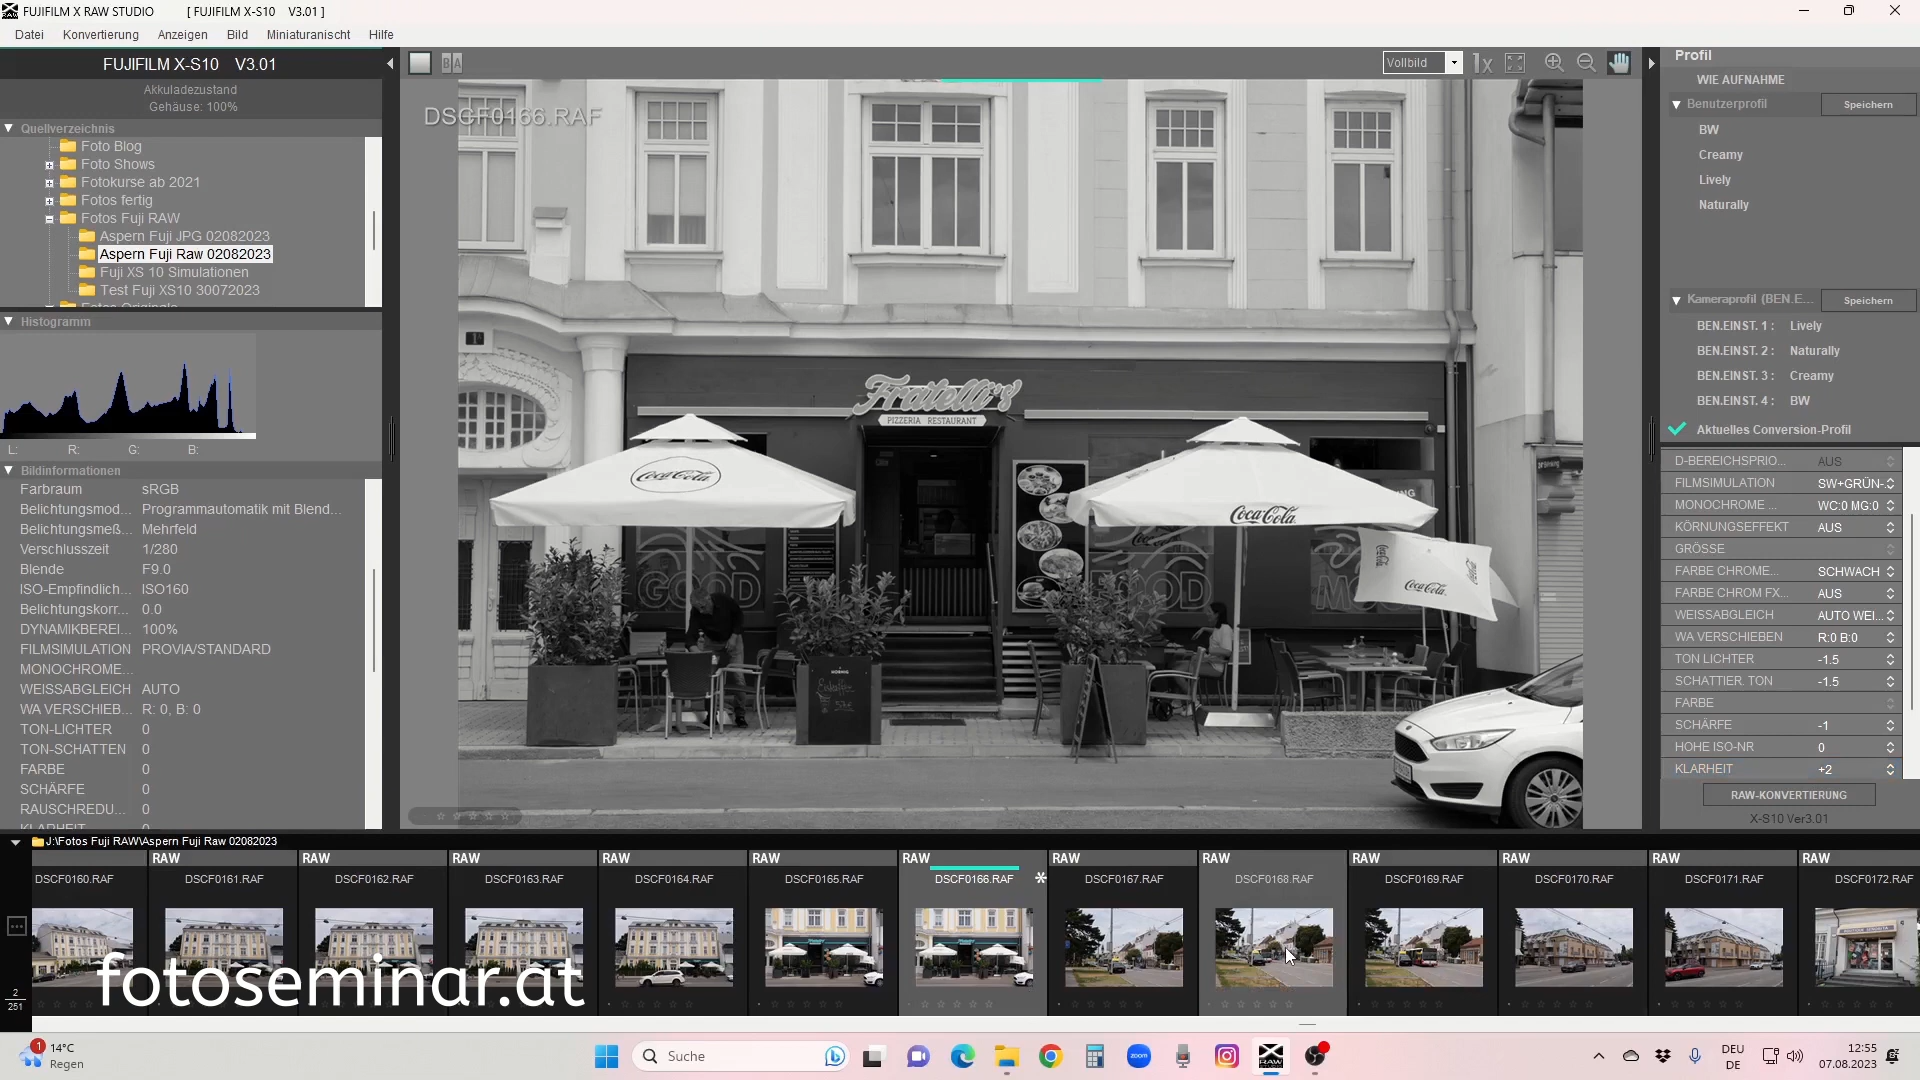 FUJIFILM X RAW STUDIO [ FUJIFILM X-S10 V3.01 ]
Datei Konvertierung Anzeigen Bild Miniaturanischt Hilfe
FUJIFILM X-S10 V3.01
Akkuladezustand
Gehäuse: 100%
Quellverzeichnis
Foto Blog
Foto Shows
Fotokurse ab 2021
Fotos fertig
Fotos Fuji RAW
Aspern Fuji JPG 02082023
Aspern Fuji Raw 02082023
Fuji XS 10 Simulationen
Test Fuji XS10 30072023
Histogramm
L: R: G: B:
Bildinformationen
Farbraum sRGB
Belichtungsmod... Programmautomatik mit Blend...
Belichtungsmeß... Mehrfeld
Verschlusszeit 1/280
Blende F9.0
ISO-Empfindlich... ISO160
Belichtungskorr... 0.0
DYNAMIKBEREI... 100%
FILMSIMULATION PROVIA/STANDARD
MONOCHROME...
WEISSABGLEICH AUTO
WA VERSCHIEB... R: 0, B: 0
TON-LICHTER 0
TON-SCHATTEN 0
FARBE 0
SCHÄRFE 0
RAUSCHREDU... 0
BA
Vollbild
1x
DSCF0166.RAF
Fratelli's
PIZZERIA RESTAURANT
Coca-Cola
Coca-Cola
Coca-Cola
GOOD
FOOD
Profil
WIE AUFNAHME
Benutzerprofil Speichern
BW
Creamy
Lively
Naturally
Kameraprofil (BEN.E... Speichern
BEN.EINST. 1 : Lively
BEN.EINST. 2 : Naturally
BEN.EINST. 3 : Creamy
BEN.EINST. 4 : BW
Aktuelles Conversion-Profil
D-BEREICHSPRIO... AUS
FILMSIMULATION SW+GRÜN-...
MONOCHROME ... WC:0 MG:0
KÖRNUNGSEFFEKT AUS
GRÖSSE
FARBE CHROME... SCHWACH
FARBE CHROM FX... AUS
WEISSABGLEICH AUTO WEI...
WA VERSCHIEBEN R:0 B:0
TON LICHTER -1.5
SCHATTIER. TON -1.5
FARBE
SCHÄRFE -1
HOHE ISO-NR 0
KLARHEIT +2
RAW-KONVERTIERUNG
X-S10 Ver3.01
J:\Fotos Fuji RAW\Aspern Fuji Raw 02082023
RAW RAW RAW RAW RAW RAW RAW RAW RAW RAW RAW RAW
DSCF0160.RAF DSCF0161.RAF DSCF0162.RAF DSCF0163.RAF DSCF0164.RAF DSCF0165.RAF DSCF0166.RAF DSCF0167.RAF DSCF0168.RAF DSCF0169.RAF DSCF0170.RAF DSCF0171.RAF DSCF0172.RAF
fotoseminar.at
2
251
1
14°C
Regen
Suche
zoom
RAW
DEU
DE
12:55
07.08.2023